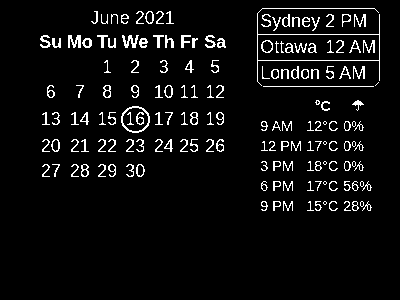 June 2021
Su Mo Tu We Th Fr Sa
1 2 3 4 5
6 7 8 9 10 11 12
13 14 15 16 17 18 19
20 21 22 23 24 25 26
27 28 29 30
Sydney 2 PM
Ottawa 12 AM
London 5 AM
°C ☂
9 AM 12°C 0%
12 PM 17°C 0%
3 PM 18°C 0%
6 PM 17°C 56%
9 PM 15°C 28%